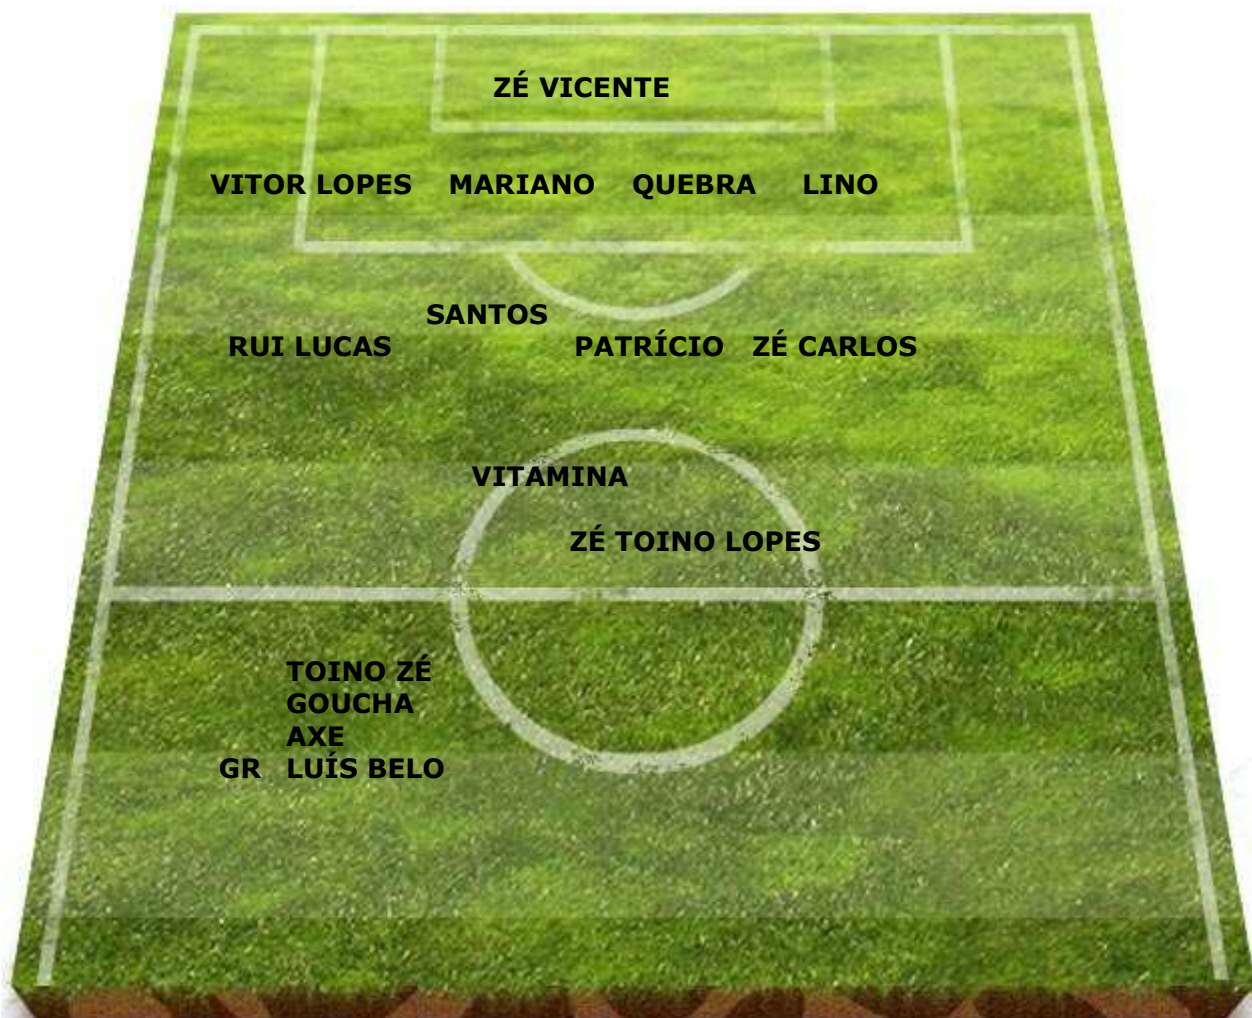 ZÉ VICENTE
VITOR LOPES MARIANO QUEBRA LINO
SANTOS
RUI LUCAS PATRÍCIO ZÉ CARLOS
VITAMINA
ZÉ TOINO LOPES
TOINO ZÉ
GOUCHA
AXE
GR LUÍS BELO